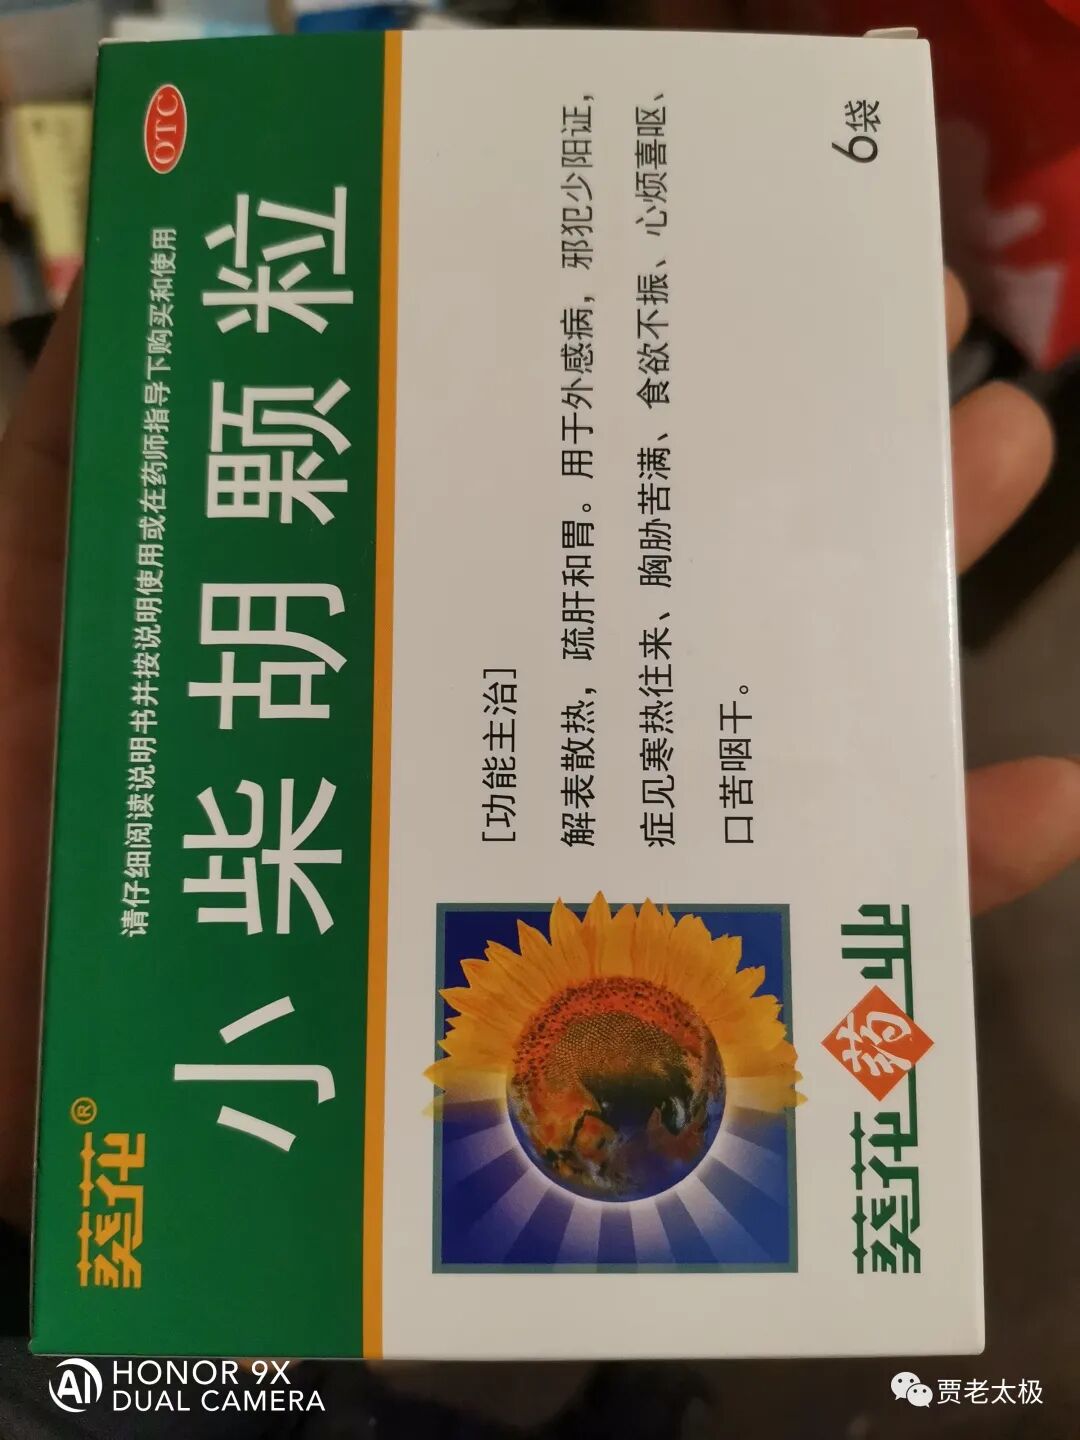 OTC
请仔细阅读说明书并按说明使用或在药师指导下购买和使用
葵花®
小柴胡颗粒
[功能主治]
解表散热，疏肝和胃。用于外感病，邪犯少阳证，
症见寒热往来、胸胁苦满、食欲不振、心烦喜呕、
口苦咽干。
6袋
葵花药业
AI HONOR 9X
DUAL CAMERA
贾老太极